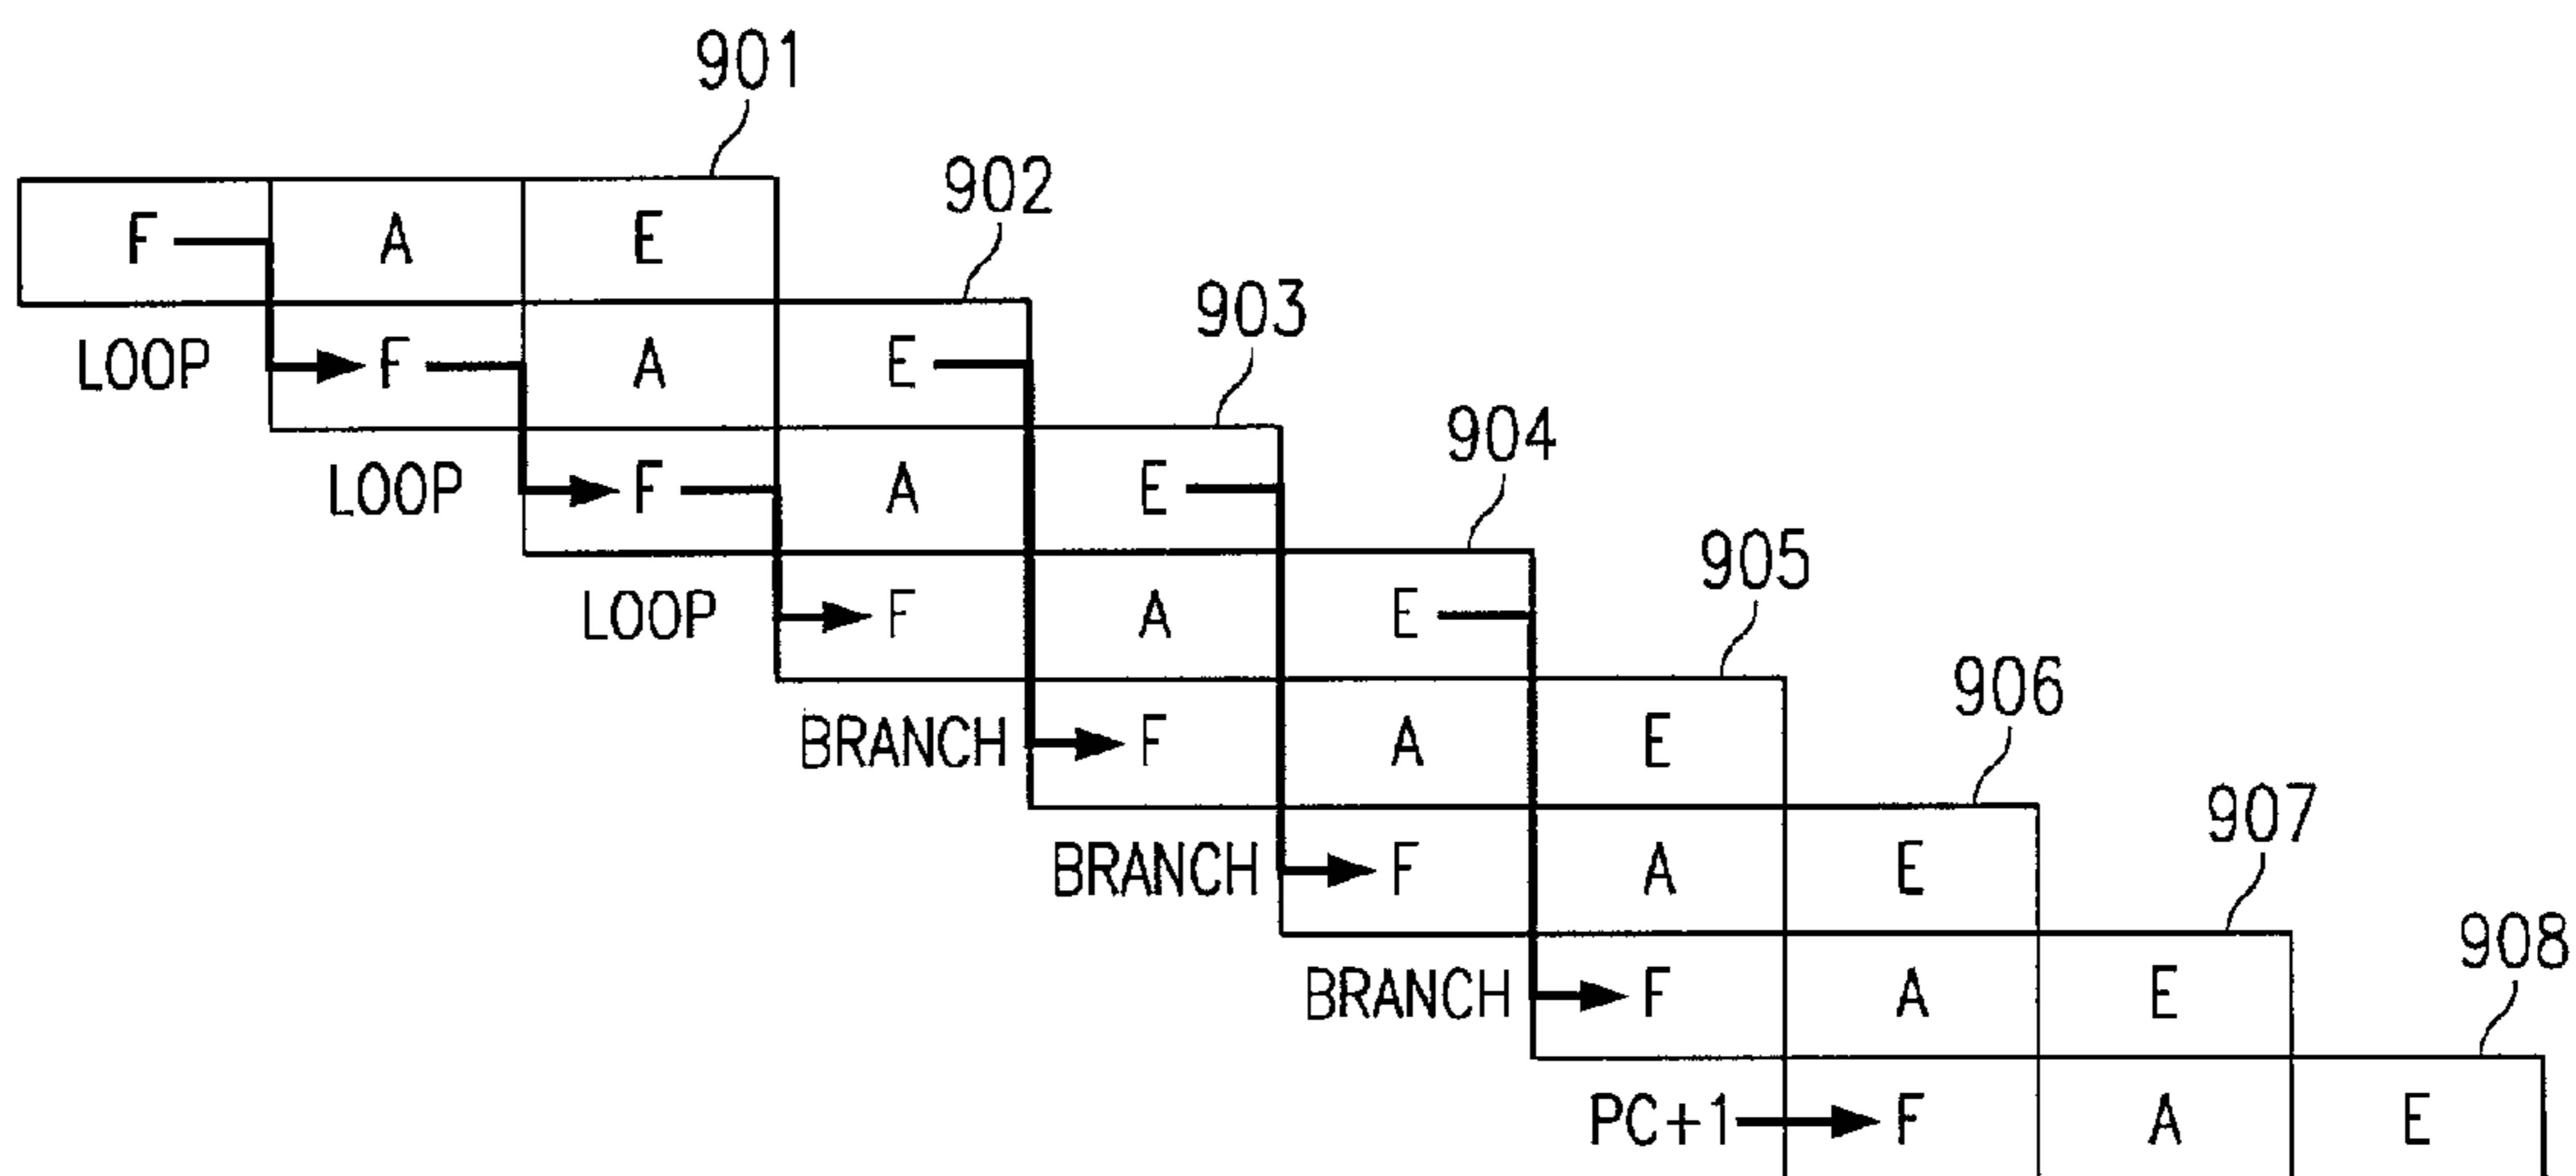 901
902
F A E
903
LOOP F A E
904
LOOP F A E
905
LOOP F A E
906
BRANCH F A E
907
BRANCH F A E
908
BRANCH F A E
PC+1 F A E